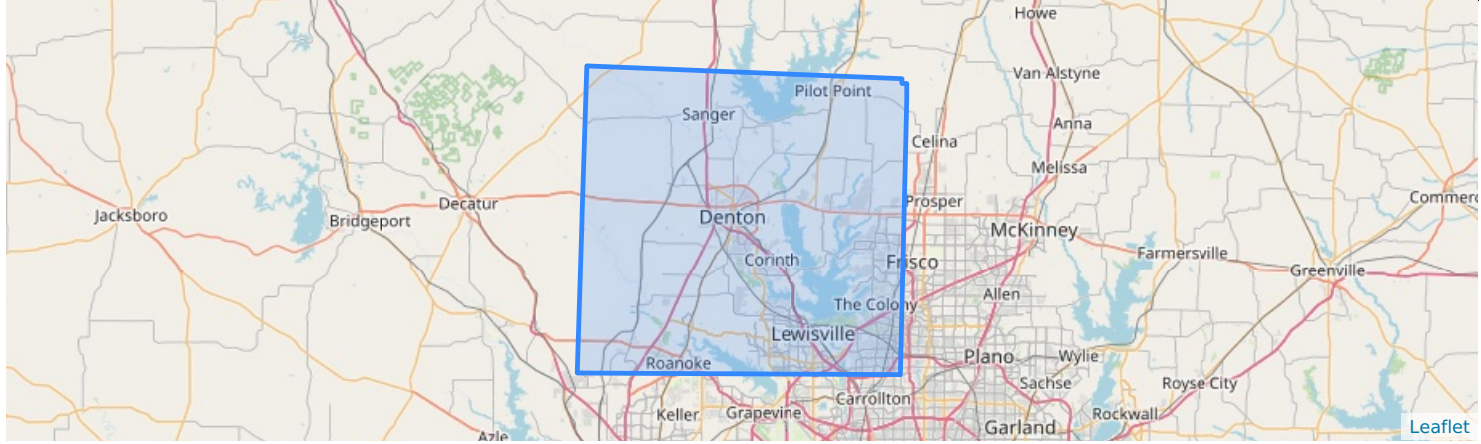 Howe
Van Alstyne
Pilot Point
Sanger
Anna
Celina
Melissa
Decatur
Prosper
Commerc
Jacksboro
Bridgeport
Denton
McKinney
Farmersville
Corinth
Frisco
Greenville
Allen
The Colony
Lewisville
Roanoke
Plano
Wylie
Sachse
Royse City
Carrollton
Keller
Grapevine
Rockwall
Garland
Azle
Leaflet